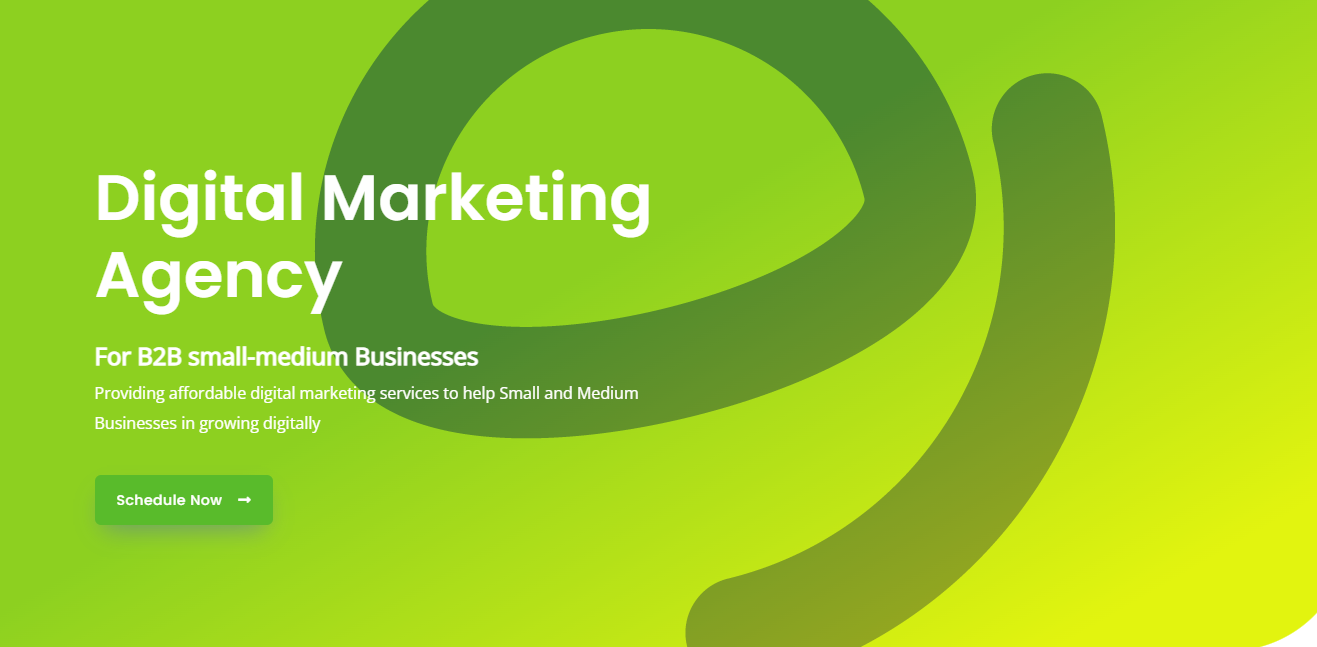 Digital Marketing
Agency
For B2B small-medium Businesses
Providing affordable digital marketing services to help Small and Medium
Businesses in growing digitally
Schedule Now